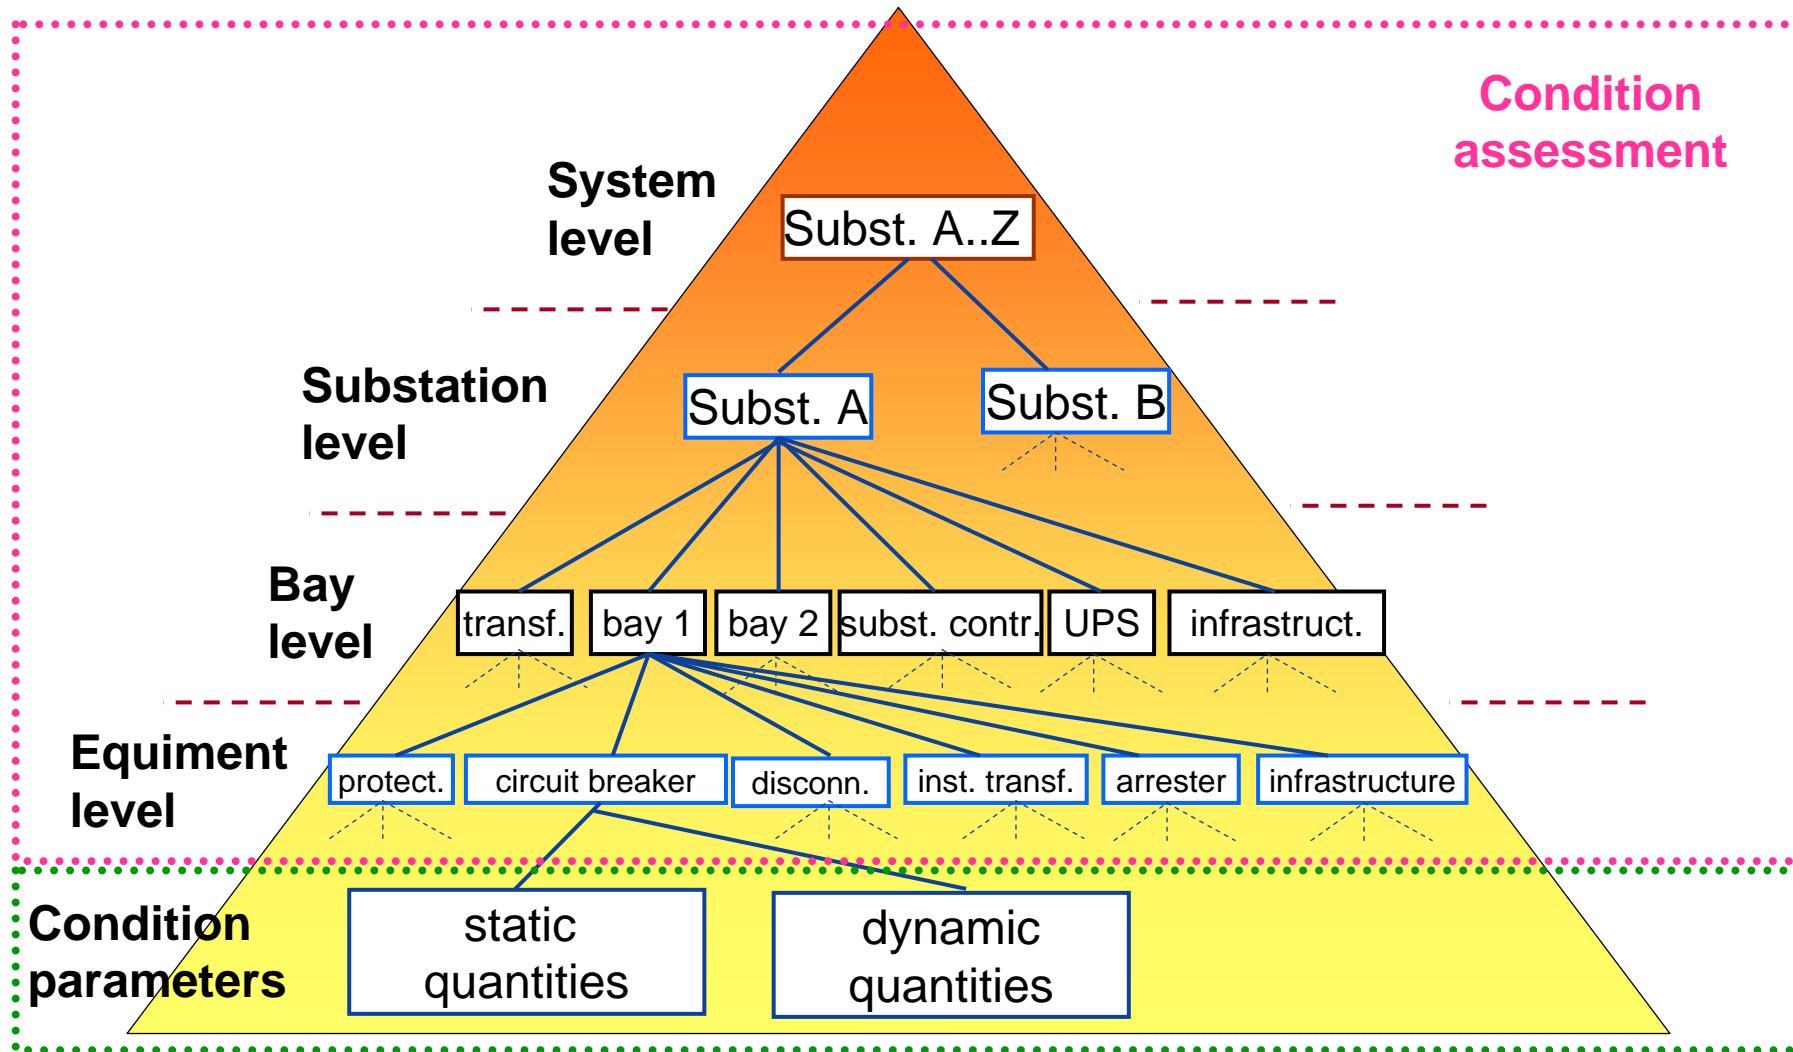 Condition
assessment
System
level
Subst. A..Z
Substation
level
Subst. A
Subst. B
Bay
level
transf.
bay 1
bay 2
subst. contr.
UPS
infrastruct.
Equiment
level
protect.
circuit breaker
disconn.
inst. transf.
arrester
infrastructure
Condition
parameters
static
quantities
dynamic
quantities